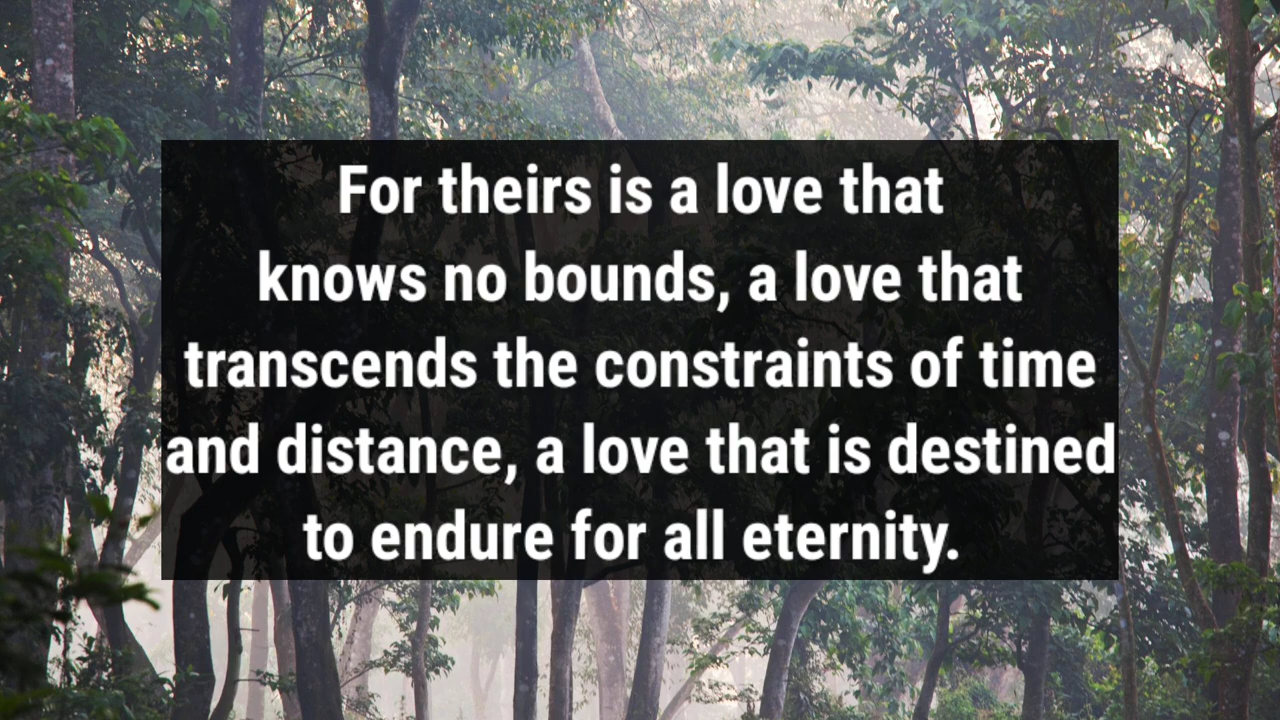 For theirs is a love that
knows no bounds, a love that
transcends the constraints of time
and distance, a love that is destined
to endure for all eternity.